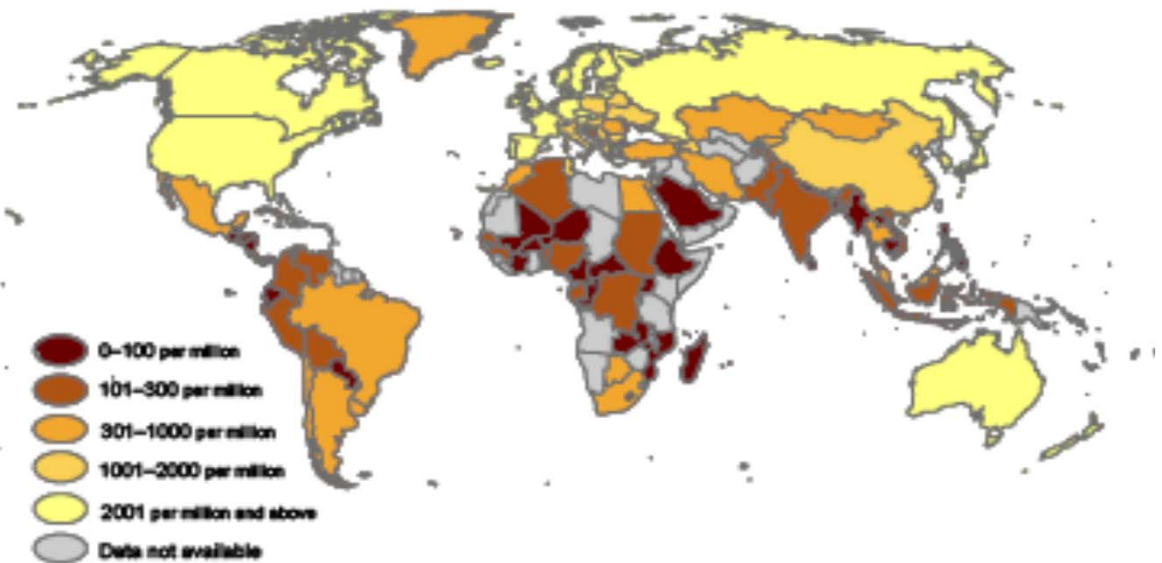 0–100 per million
101–300 per million
301–1000 per million
1001–2000 per million
2001 per million and above
Data not available